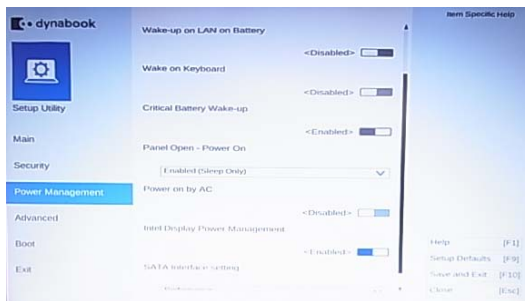 dynabook
Item Specific Help
Setup Utility
Main
Security
Power Management
Advanced
Boot
Exit
Wake-up on LAN on Battery
<Disabled>
Wake on Keyboard
<Disabled>
Critical Battery Wake-up
<Enabled>
Panel Open - Power On
Enabled (Sleep Only)
Power on by AC
<Disabled>
Intel Display Power Management
<Enabled>
SATA Interface setting
Help [F1]
Setup Defaults [F9]
Save and Exit [F10]
Close [Esc]